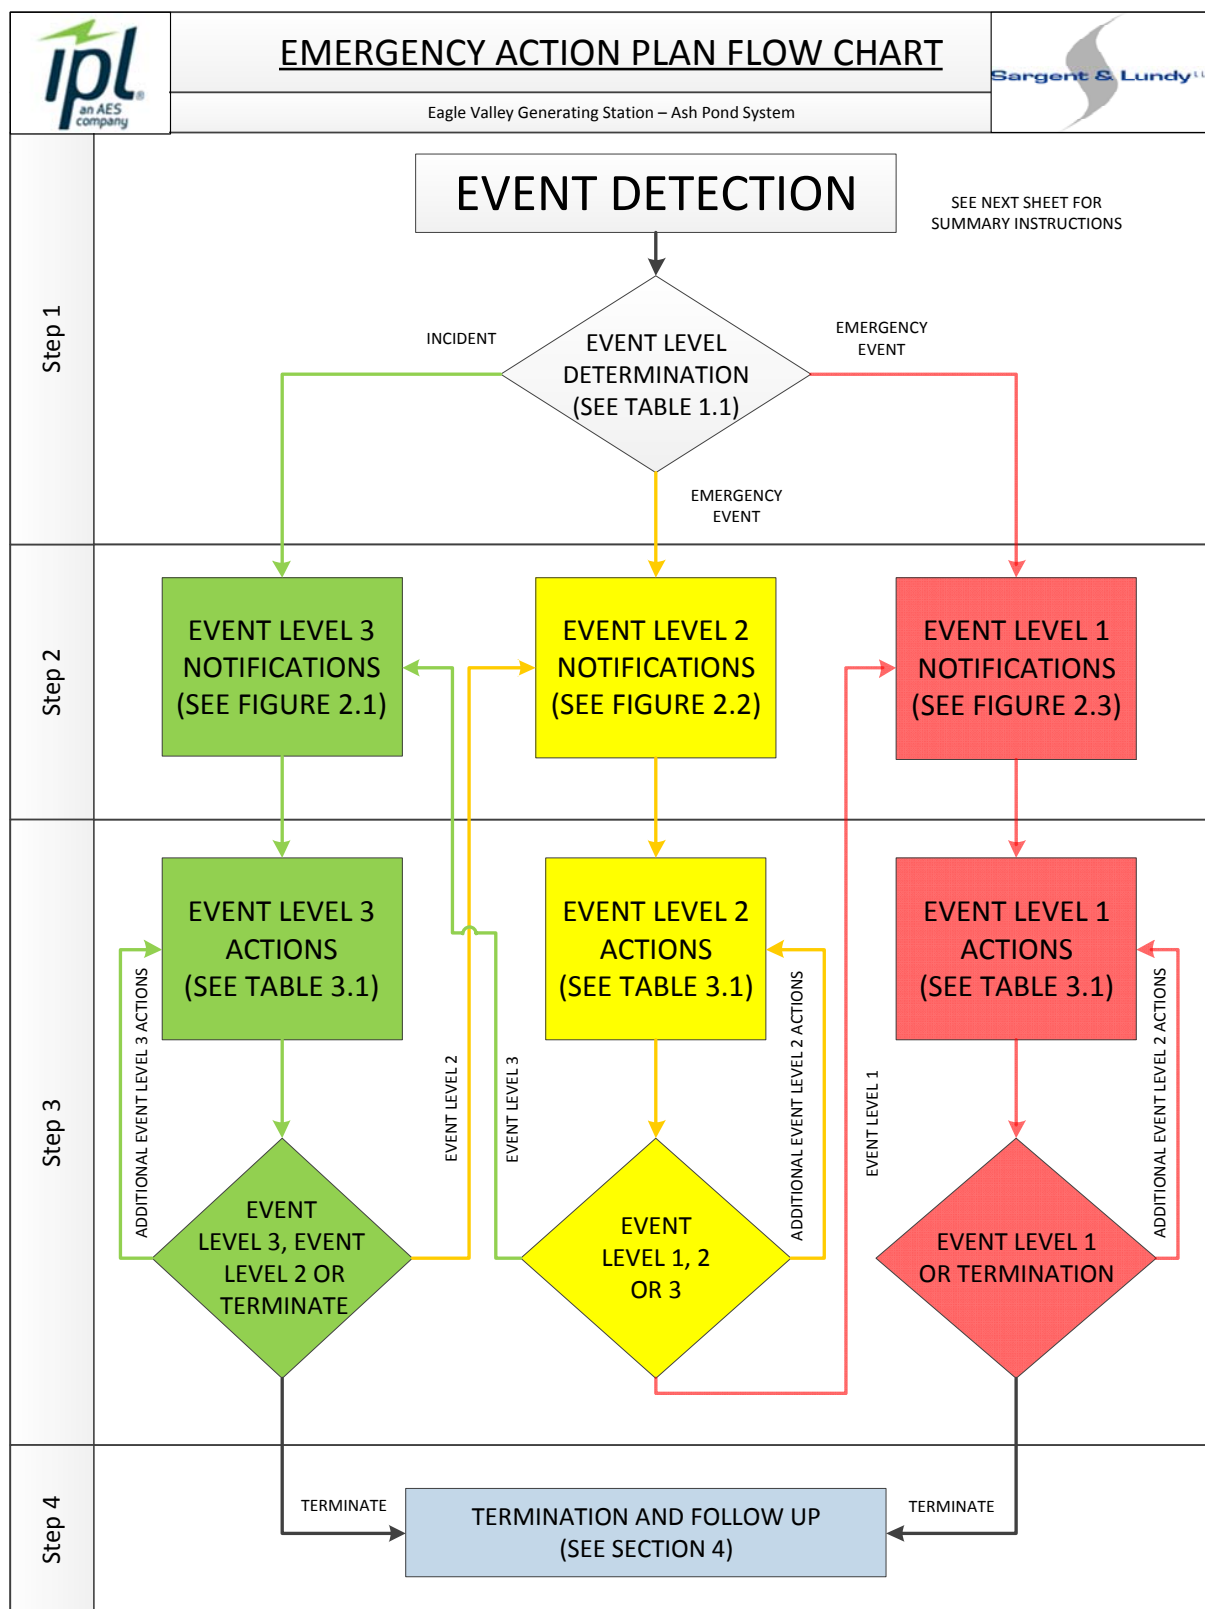 ipl®
an AES
company
EMERGENCY ACTION PLAN FLOW CHART
Eagle Valley Generating Station – Ash Pond System
Sargent & Lundy LLC
Step 1
EVENT DETECTION
SEE NEXT SHEET FOR
SUMMARY INSTRUCTIONS
INCIDENT
EVENT LEVEL
DETERMINATION
(SEE TABLE 1.1)
EMERGENCY
EVENT
EMERGENCY
EVENT
Step 2
EVENT LEVEL 3
NOTIFICATIONS
(SEE FIGURE 2.1)
EVENT LEVEL 2
NOTIFICATIONS
(SEE FIGURE 2.2)
EVENT LEVEL 1
NOTIFICATIONS
(SEE FIGURE 2.3)
Step 3
EVENT LEVEL 3
ACTIONS
(SEE TABLE 3.1)
EVENT LEVEL 2
ACTIONS
(SEE TABLE 3.1)
EVENT LEVEL 1
ACTIONS
(SEE TABLE 3.1)
ADDITIONAL EVENT LEVEL 3 ACTIONS
EVENT LEVEL 2
EVENT LEVEL 3
ADDITIONAL EVENT LEVEL 2 ACTIONS
EVENT LEVEL 1
ADDITIONAL EVENT LEVEL 2 ACTIONS
EVENT
LEVEL 3, EVENT
LEVEL 2 OR
TERMINATE
EVENT
LEVEL 1, 2
OR 3
EVENT LEVEL 1
OR TERMINATION
Step 4
TERMINATE
TERMINATION AND FOLLOW UP
(SEE SECTION 4)
TERMINATE